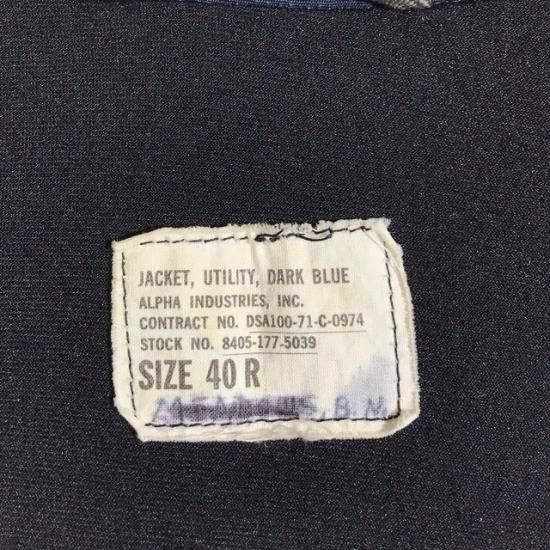 JACKET, UTILITY, DARK BLUE
ALPHA INDUSTRIES, INC.
CONTRACT NO. DSA100-71-C-0974
STOCK NO. 8405-177-5039
SIZE 40 R
B. M.